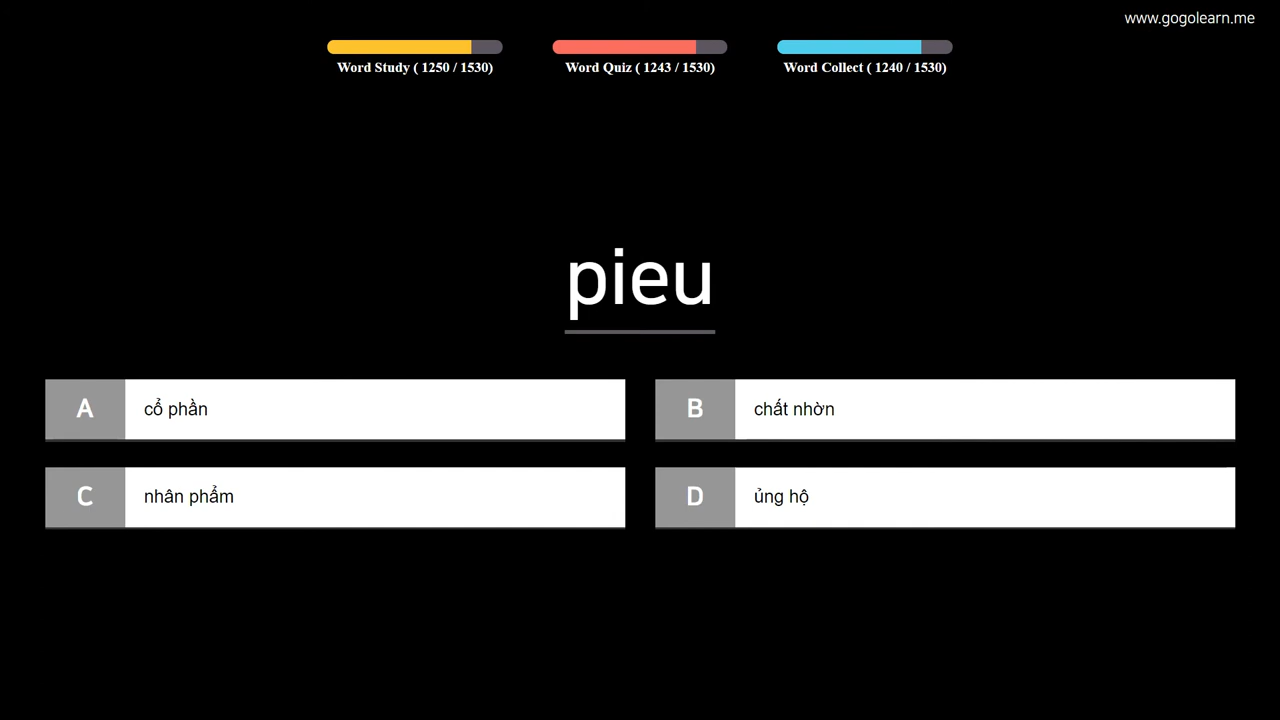 www.gogolearn.me
Word Study ( 1250 / 1530)
Word Quiz ( 1243 / 1530)
Word Collect ( 1240 / 1530)
pieu
A cổ phần
B chất nhờn
C nhân phẩm
D ủng hộ